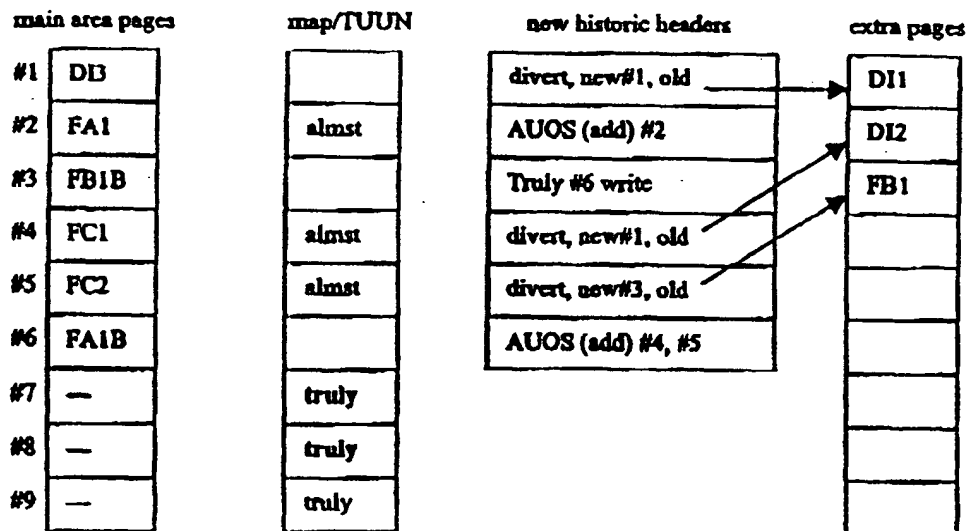 main area pages map/TUUN new historic headers extra pages
#1 DI3 divert, new#1, old DI1
#2 FA1 almst AUOS (add) #2 DI2
#3 FB1B Truly #6 write FB1
#4 FC1 almst divert, new#1, old
#5 FC2 almst divert, new#3, old
#6 FA1B AUOS (add) #4, #5
#7 — truly
#8 — truly
#9 — truly